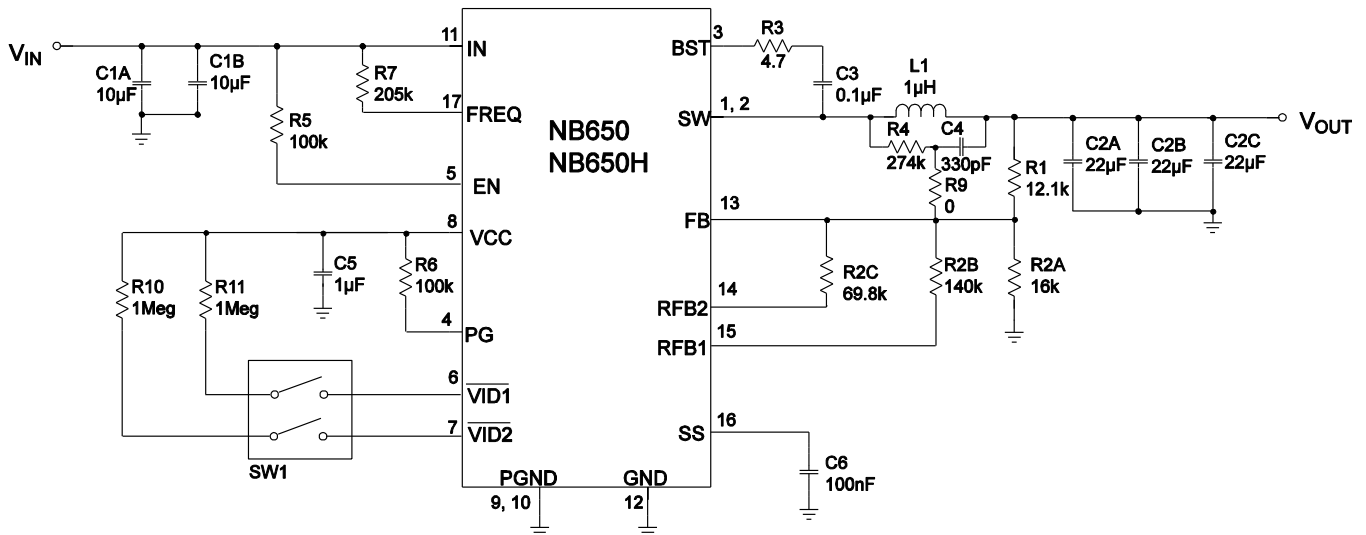 VIN
C1A
10µF
C1B
10µF
R7
205k
R5
100k
11
IN
17
FREQ
5
EN
8
VCC
R10
1Meg
R11
1Meg
C5
1µF
R6
100k
4
PG
6
VID1
7
VID2
SW1
NB650
NB650H
PGND
9, 10
GND
12
3
BST
R3
4.7
C3
0.1µF
L1
1µH
1, 2
SW
R4
274k
C4
330pF
R9
0
R1
12.1k
C2A
22µF
C2B
22µF
C2C
22µF
VOUT
13
FB
R2C
69.8k
R2B
140k
R2A
16k
14
RFB2
15
RFB1
16
SS
C6
100nF